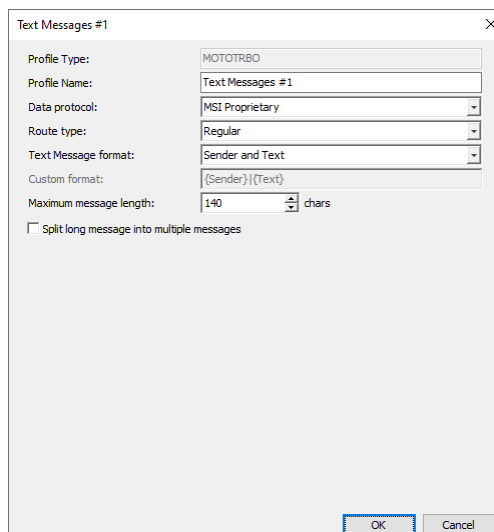 Text Messages #1
Profile Type: MOTOTRBO
Profile Name: Text Messages #1
Data protocol: MSI Proprietary
Route type: Regular
Text Message format: Sender and Text
Custom format: {Sender}|{Text}
Maximum message length: 140 chars
Split long message into multiple messages
OK Cancel